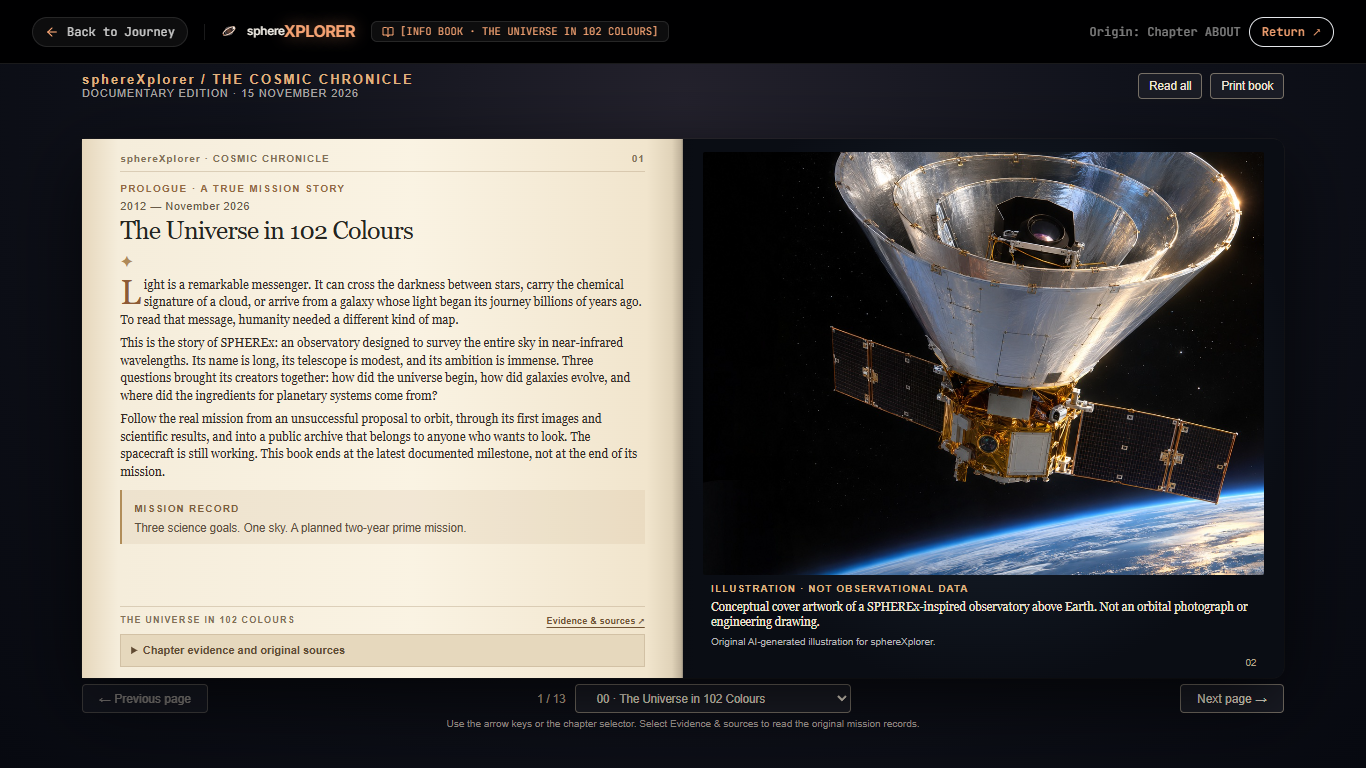 ← Back to Journey
sphereXPLORER
[INFO BOOK · THE UNIVERSE IN 102 COLOURS]
Origin: Chapter ABOUT
Return ↗
sphereXplorer / THE COSMIC CHRONICLE
DOCUMENTARY EDITION · 15 NOVEMBER 2026
Read all
Print book
sphereXplorer · COSMIC CHRONICLE
01
PROLOGUE · A TRUE MISSION STORY
2012 — November 2026
The Universe in 102 Colours
Light is a remarkable messenger. It can cross the darkness between stars, carry the chemical
signature of a cloud, or arrive from a galaxy whose light began its journey billions of years ago.
To read that message, humanity needed a different kind of map.
This is the story of SPHEREx: an observatory designed to survey the entire sky in near-infrared
wavelengths. Its name is long, its telescope is modest, and its ambition is immense. Three
questions brought its creators together: how did the universe begin, how did galaxies evolve, and
where did the ingredients for planetary systems come from?
Follow the real mission from an unsuccessful proposal to orbit, through its first images and
scientific results, and into a public archive that belongs to anyone who wants to look. The
spacecraft is still working. This book ends at the latest documented milestone, not at the end of its
mission.
MISSION RECORD
Three science goals. One sky. A planned two-year prime mission.
THE UNIVERSE IN 102 COLOURS
Evidence & sources ↗
▶ Chapter evidence and original sources
ILLUSTRATION · NOT OBSERVATIONAL DATA
Conceptual cover artwork of a SPHEREx-inspired observatory above Earth. Not an orbital photograph or
engineering drawing.
Original AI-generated illustration for sphereXplorer.
02
← Previous page
1 / 13
00 · The Universe in 102 Colours
Next page →
Use the arrow keys or the chapter selector. Select Evidence & sources to read the original mission records.